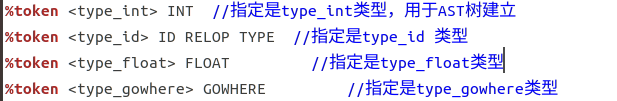 %token <type_int> INT  //指定是type_int类型，用于AST树建立
%token <type_id> ID RELOP TYPE  //指定是type_id 类型
%token <type_float> FLOAT         //指定是type_float类型
%token <type_gowhere> GOWHERE         //指定是type_gowhere类型